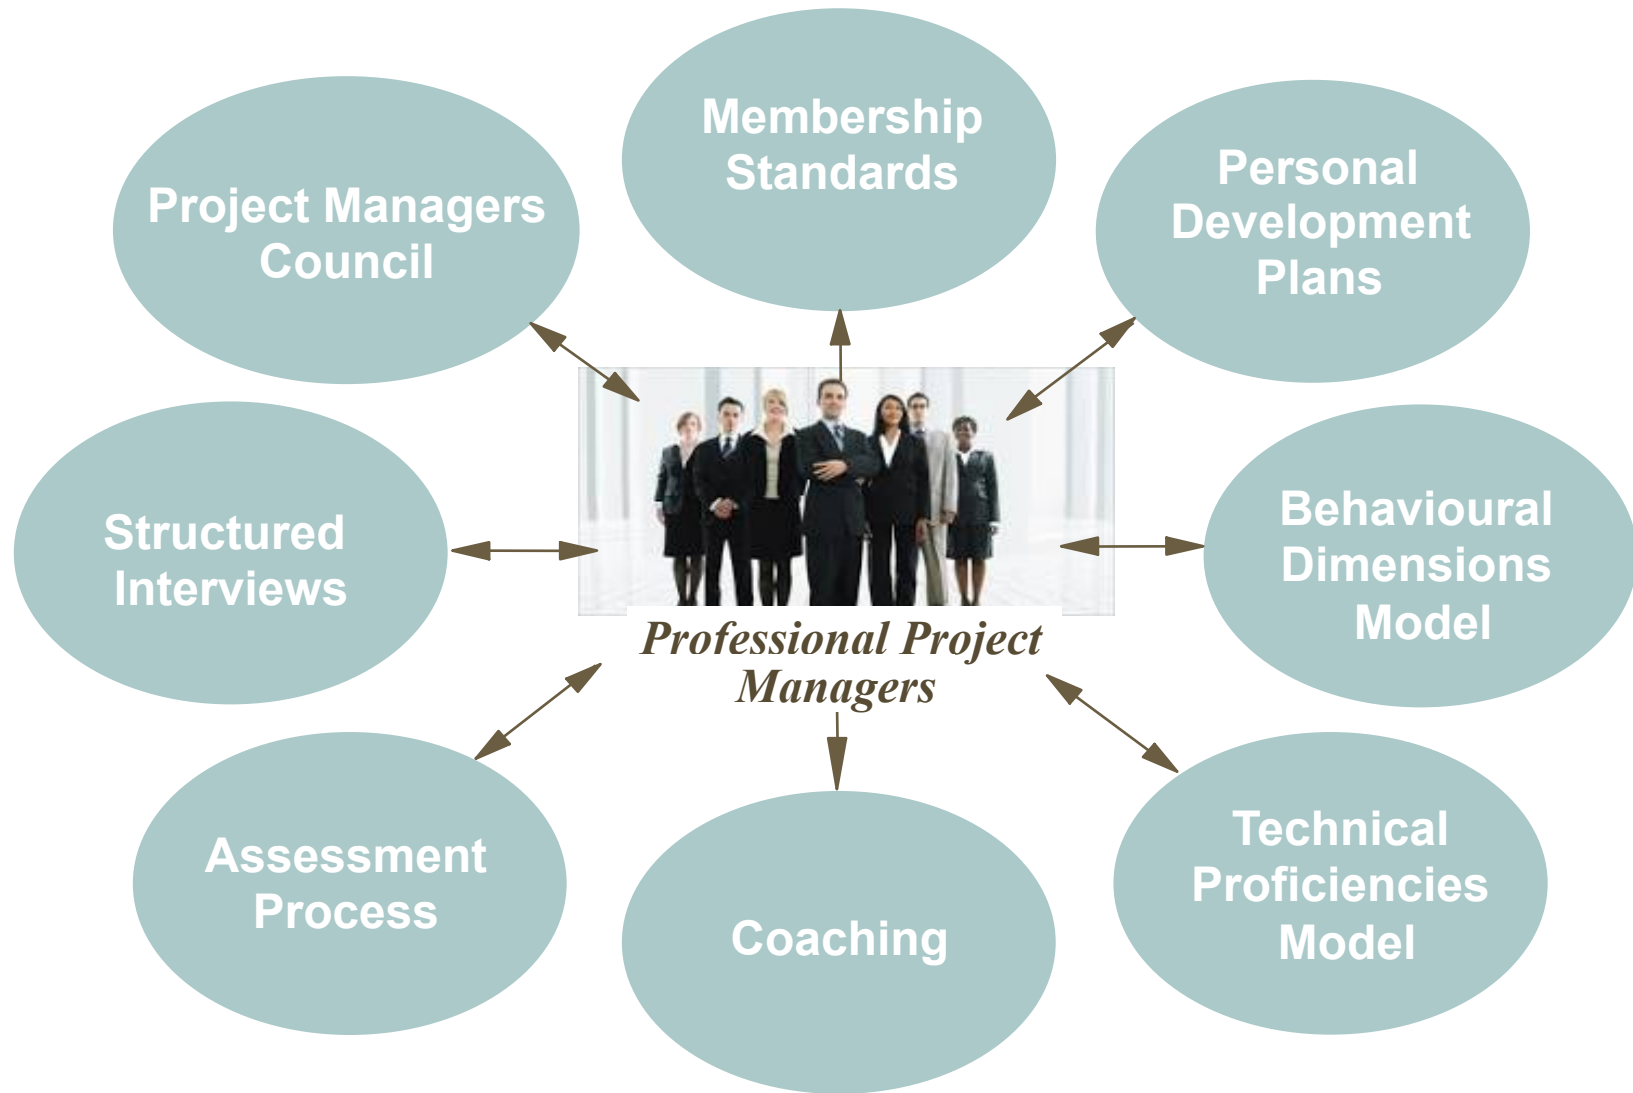 Membership
Standards
Project Managers
Council
Personal
Development
Plans
Structured
Interviews
Behavioural
Dimensions
Model
Professional Project
Managers
Assessment
Process
Coaching
Technical
Proficiencies
Model